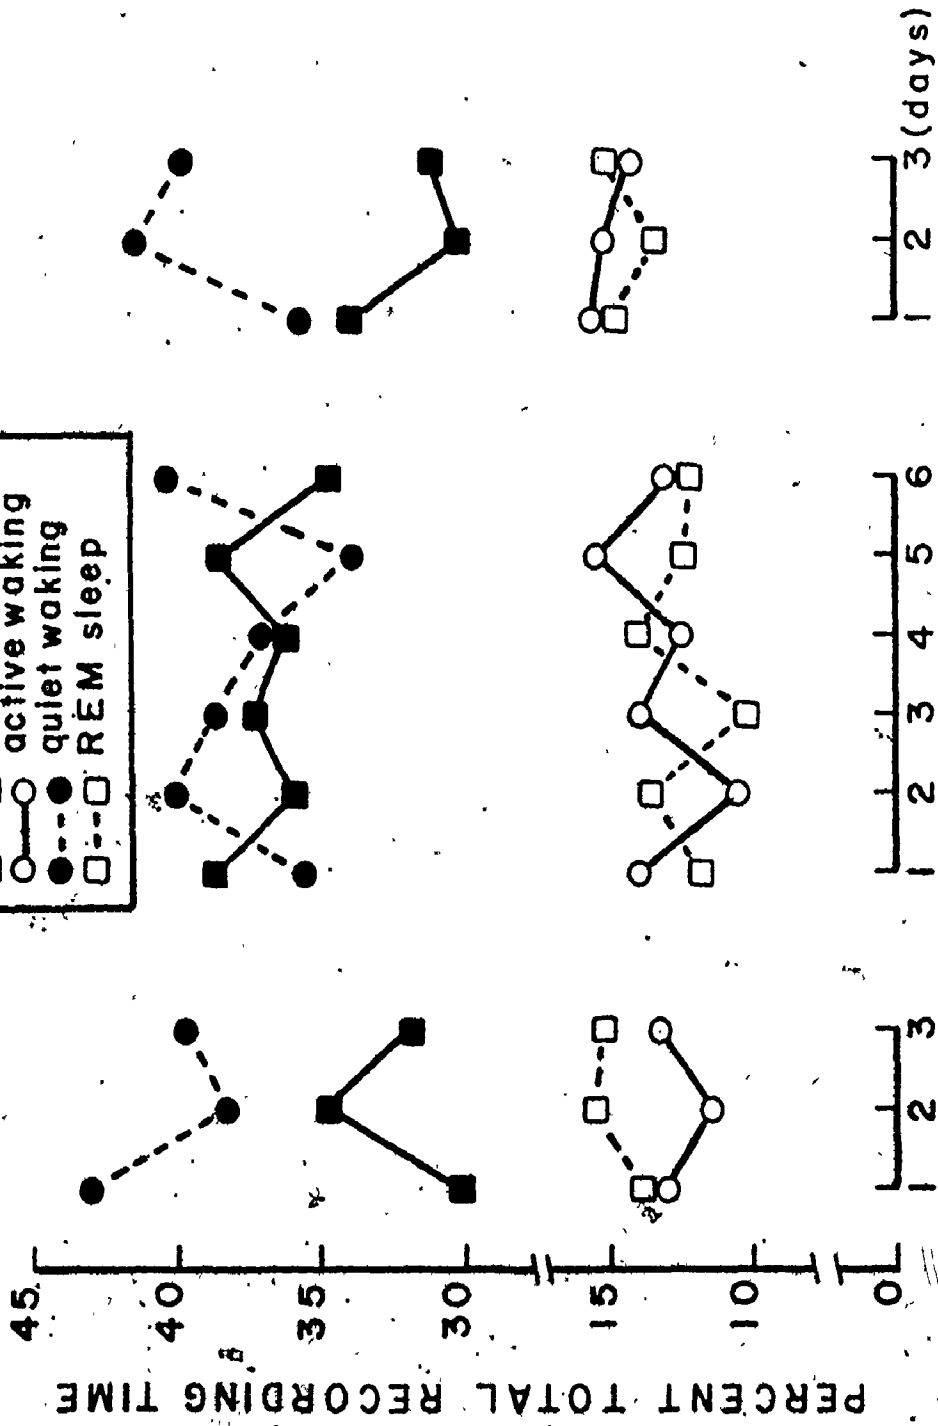 active waking
quiet waking
REM sleep
PERCENT TOTAL RECORDING TIME
45
40
35
30
15
10
0
1 2 3
1 2 3 4 5 6
1 2 3 (days)